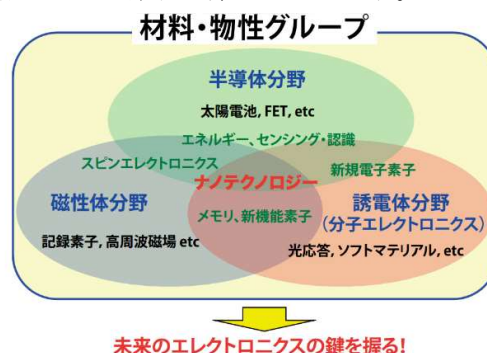 材料・物性グループ
半導体分野
太陽電池, FET, etc
エネルギー、センシング・認識
スピンエレクトロニクス
新規電子素子
ナノテクノロジー
磁性体分野
誘電体分野
(分子エレクトロニクス)
メモリ、新機能素子
記録素子, 高周波磁場 etc
光応答, ソフトマテリアル, etc
未来のエレクトロニクスの鍵を握る!